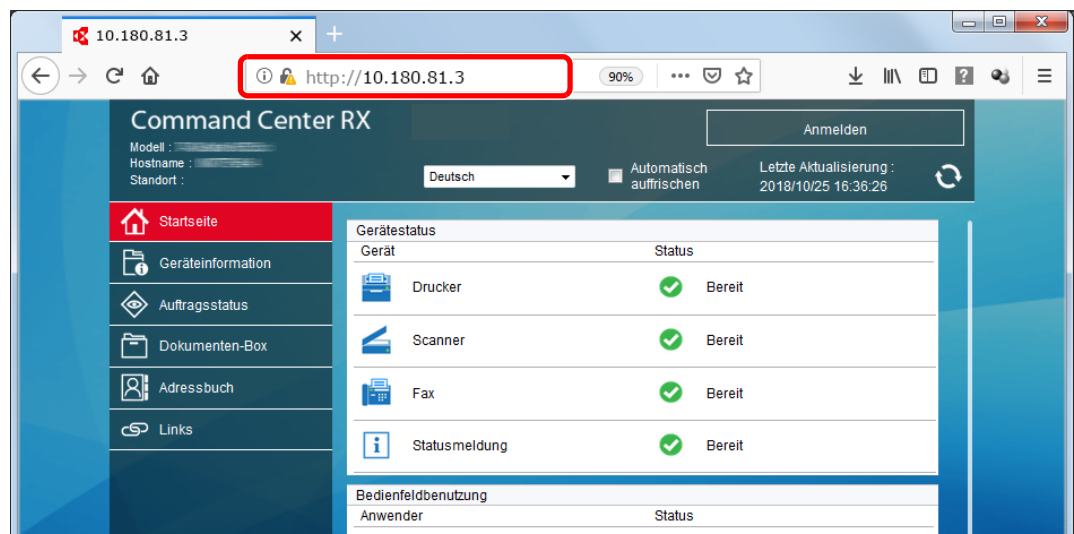 10.180.81.3
http://10.180.81.3
90%
Command Center RX
Anmelden
Modell :
Hostname :
Standort :
Deutsch
Automatisch
auffrischen
Letzte Aktualisierung :
2018/10/25 16:36:26
Startseite
Geräteinformation
Auftragsstatus
Dokumenten-Box
Adressbuch
Links
Gerätestatus
Gerät Status
Drucker Bereit
Scanner Bereit
Fax Bereit
Statusmeldung Bereit
Bedienfeldbenutzung
Anwender Status